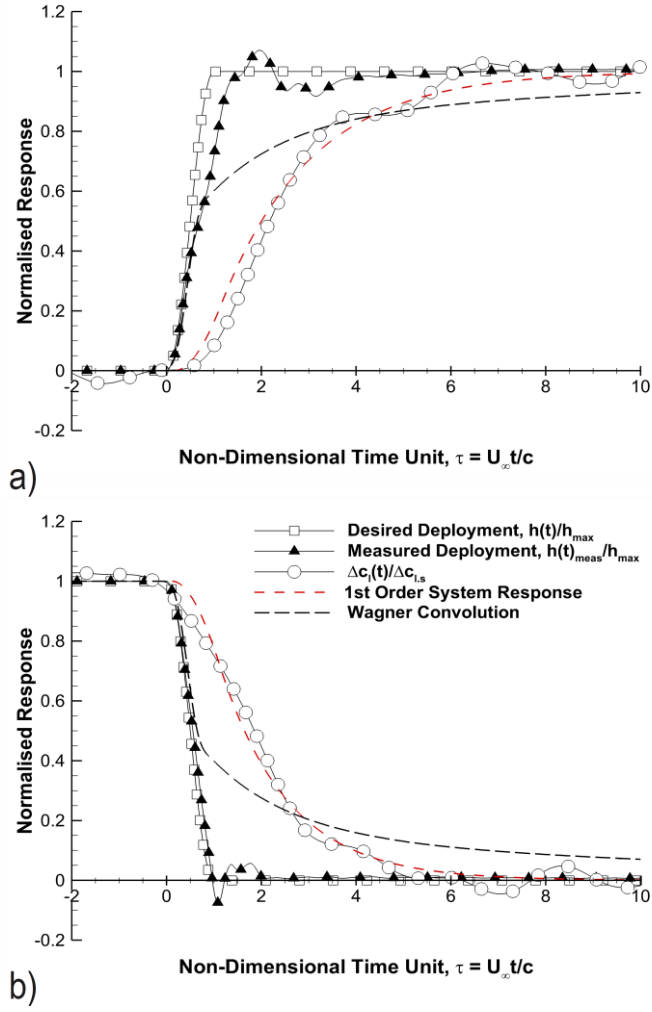 1.2
1
0.8
0.6
0.4
0.2
0
-0.2
-2 0 2 4 6 8 10
Normalised Response
Non-Dimensional Time Unit, τ = U∞t/c
a)
1.2
1
0.8
0.6
0.4
0.2
0
-0.2
-2 0 2 4 6 8 10
Normalised Response
Desired Deployment, h(t)/hmax
Measured Deployment, h(t)meas/hmax
Δcl(t)/Δcl.s
1st Order System Response
Wagner Convolution
Non-Dimensional Time Unit, τ = U∞t/c
b)